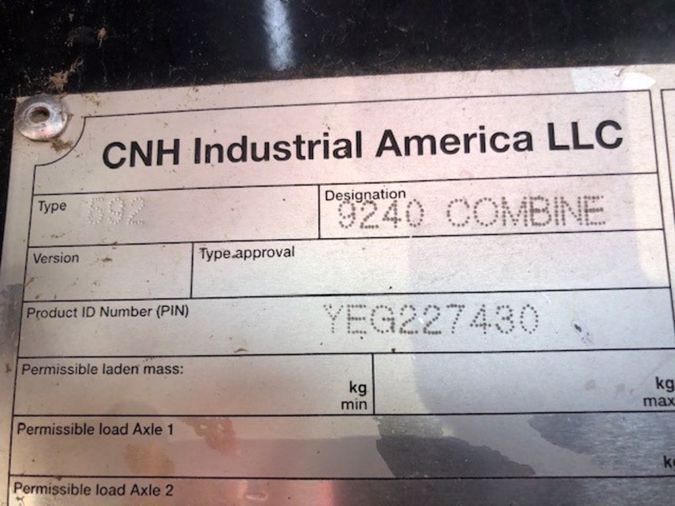 CNH Industrial America LLC
Type 692
Designation
9240 COMBINE
Version
Type approval
Product ID Number (PIN) YEG227430
Permissible laden mass:
kg
min
kg
max
Permissible load Axle 1
Permissible load Axle 2